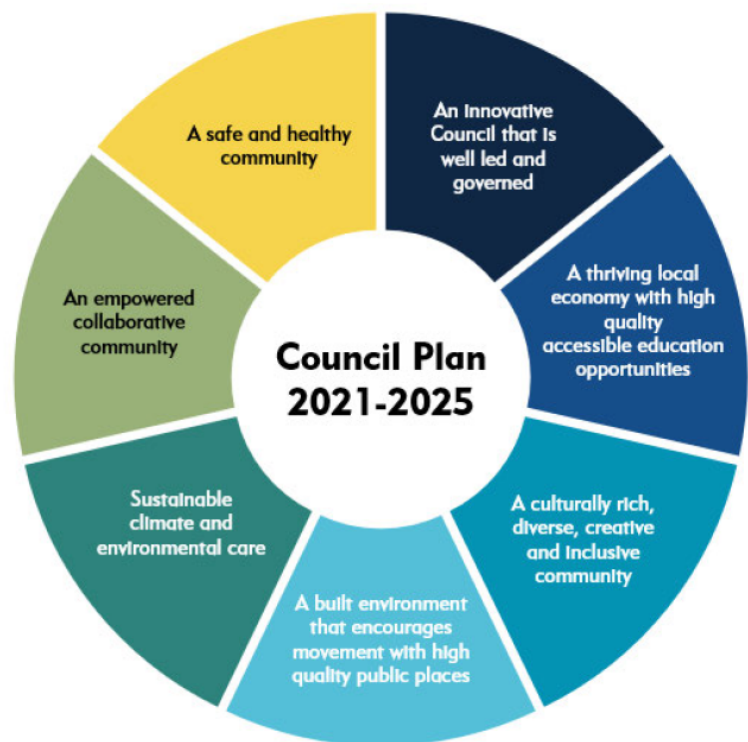 Council Plan
2021-2025
An innovative
Council that is
well led and
governed
A thriving local
economy with high
quality
accessible education
opportunities
A culturally rich,
diverse, creative
and inclusive
community
A built environment
that encourages
movement with high
quality public places
Sustainable
climate and
environmental care
An empowered
collaborative
community
A safe and healthy
community